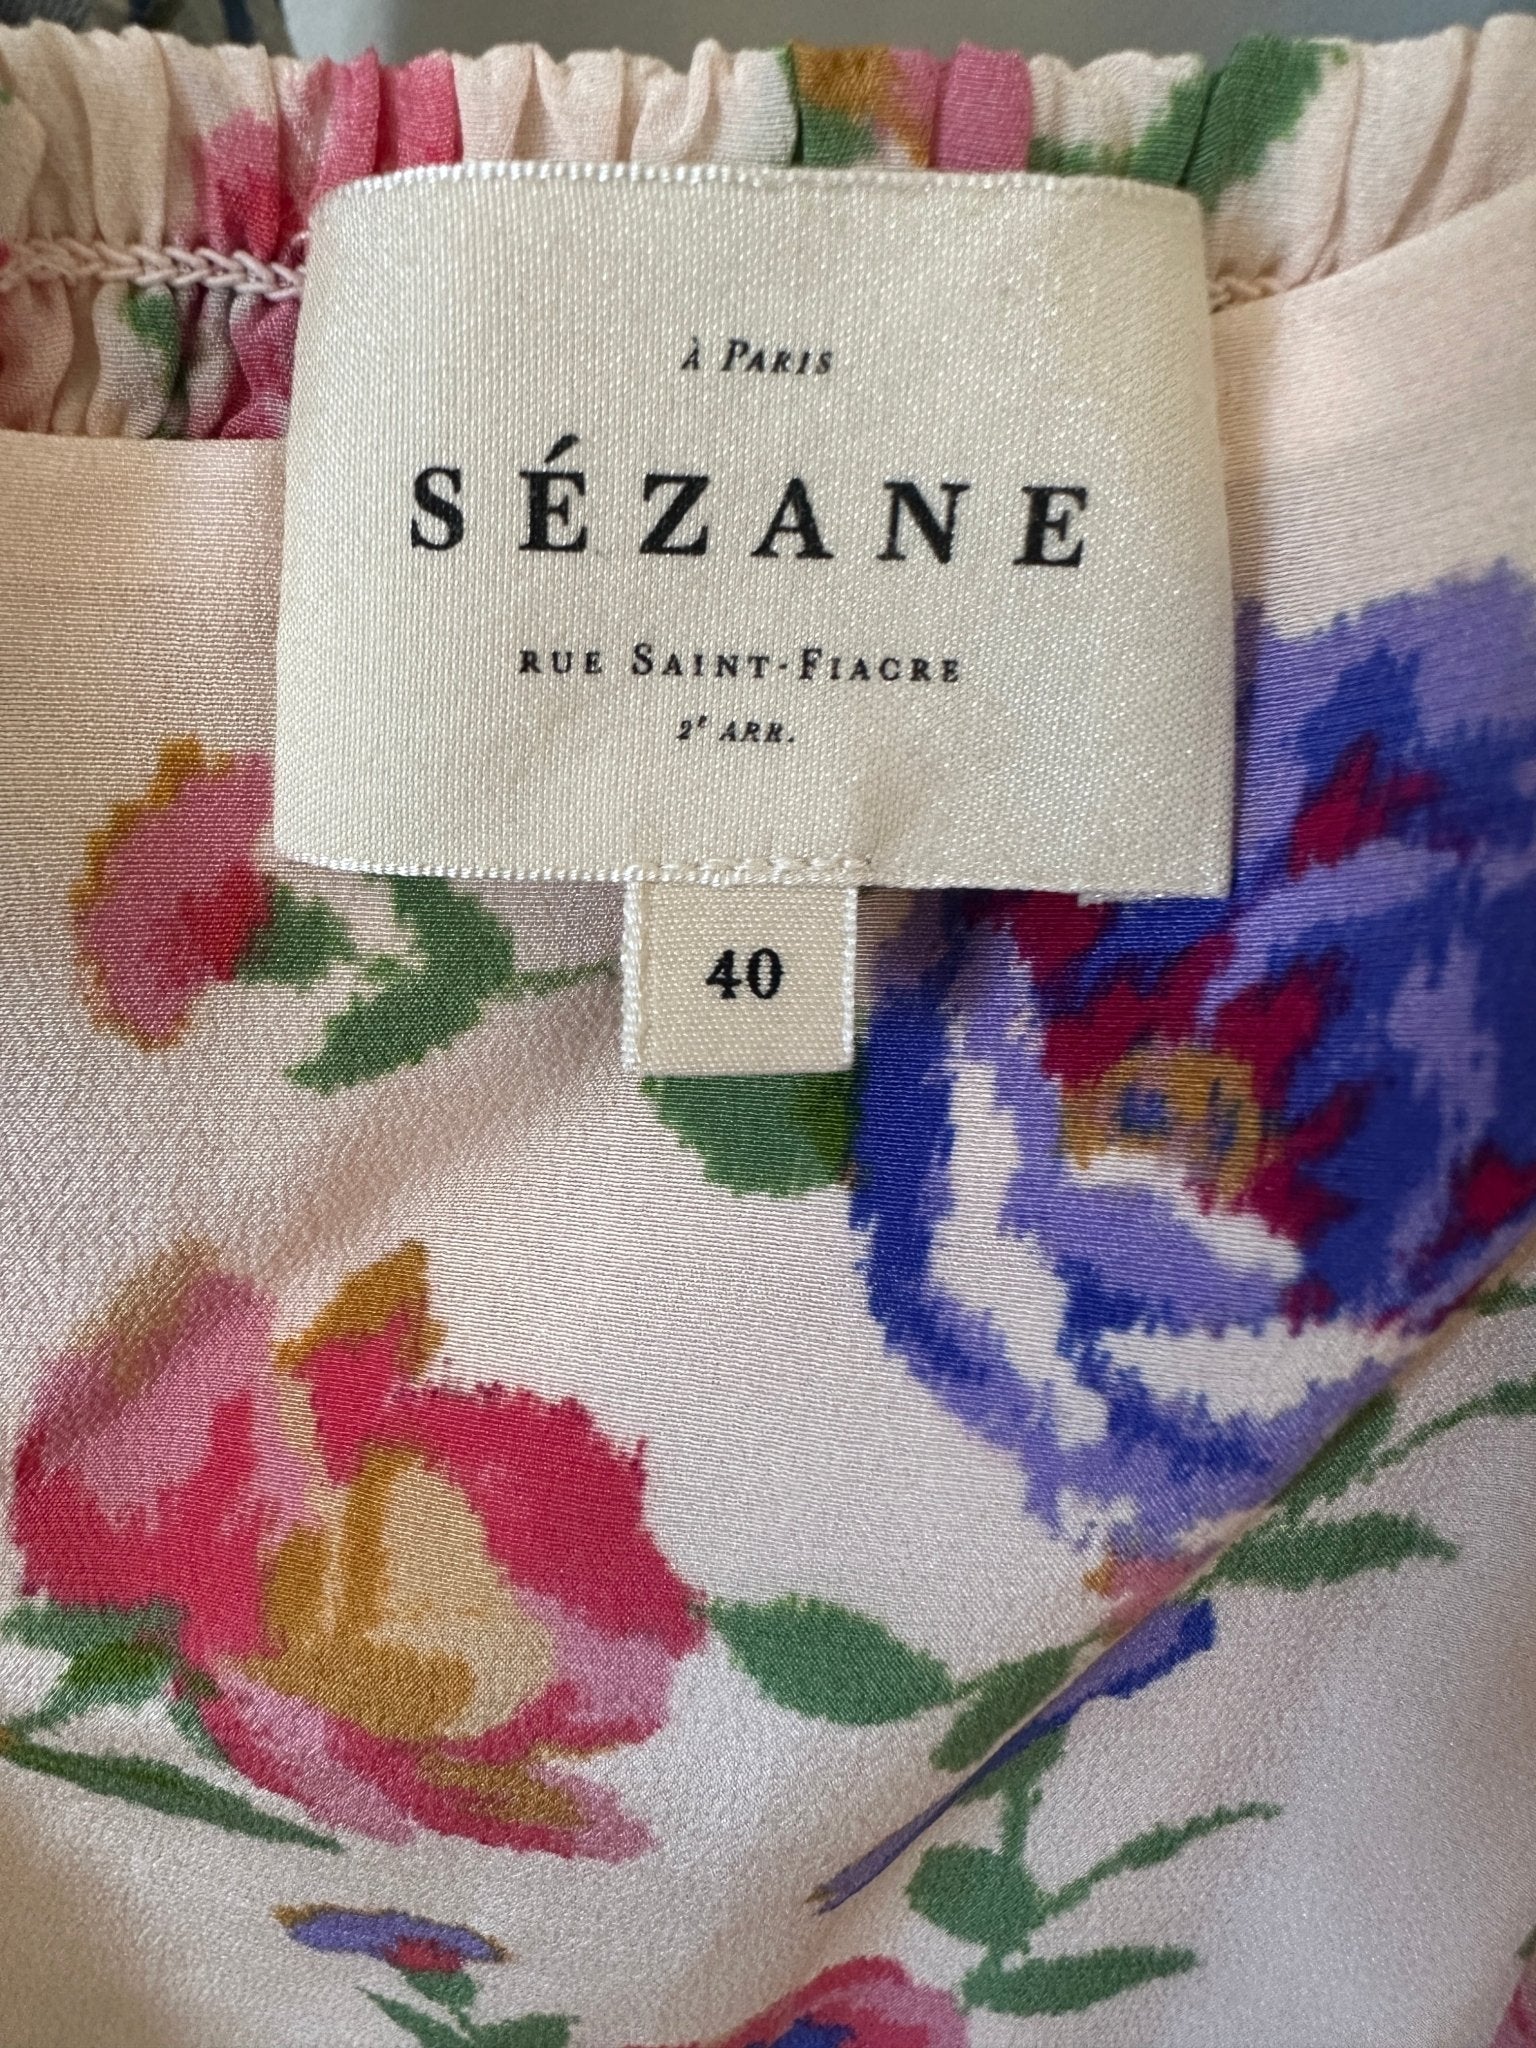 à Paris
SÉZANE
rue Saint-Fiacre
2e arr.
40